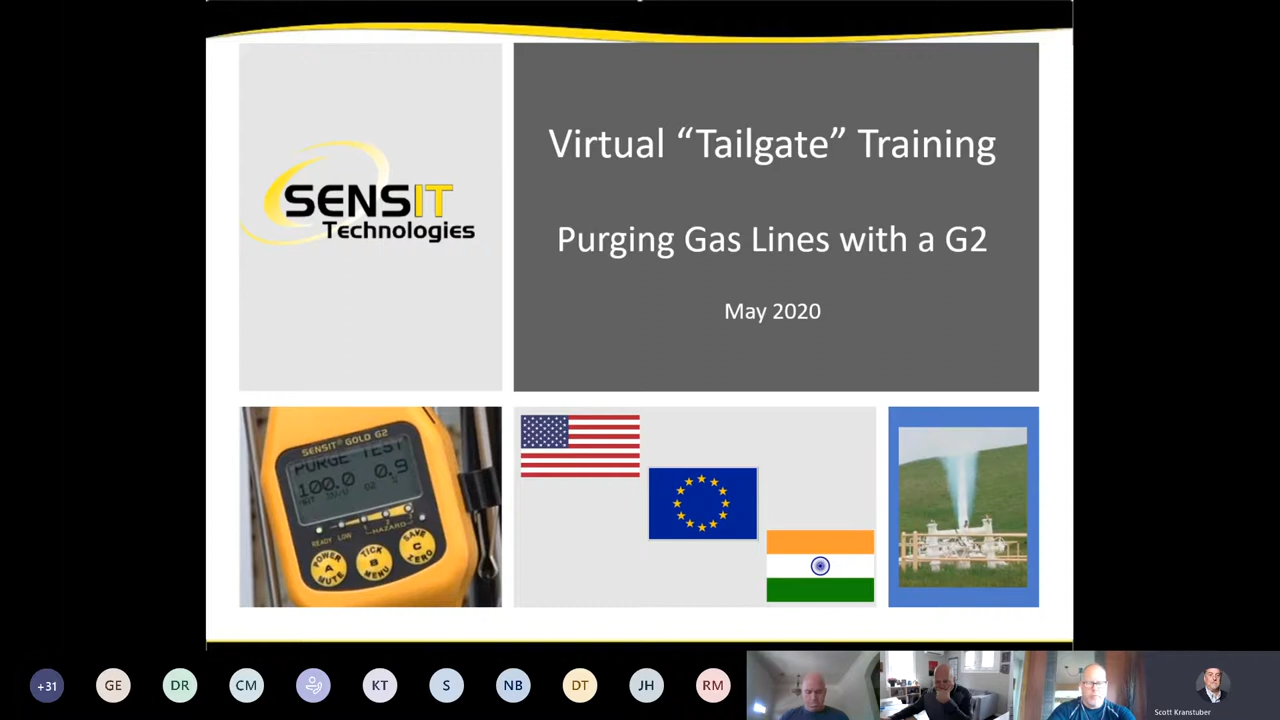 SENSIT
Technologies
Virtual “Tailgate” Training
Purging Gas Lines with a G2
May 2020
SENSIT® GOLD G2
PURGE TEST
100.0 0.9
READY LOW
HAZARD
POWER
A
MUTE
TICK
B
MENU
SAVE
C
ZERO
+31
GE
DR
CM
KT
S
NB
DT
JH
RM
Scott Kranstuber